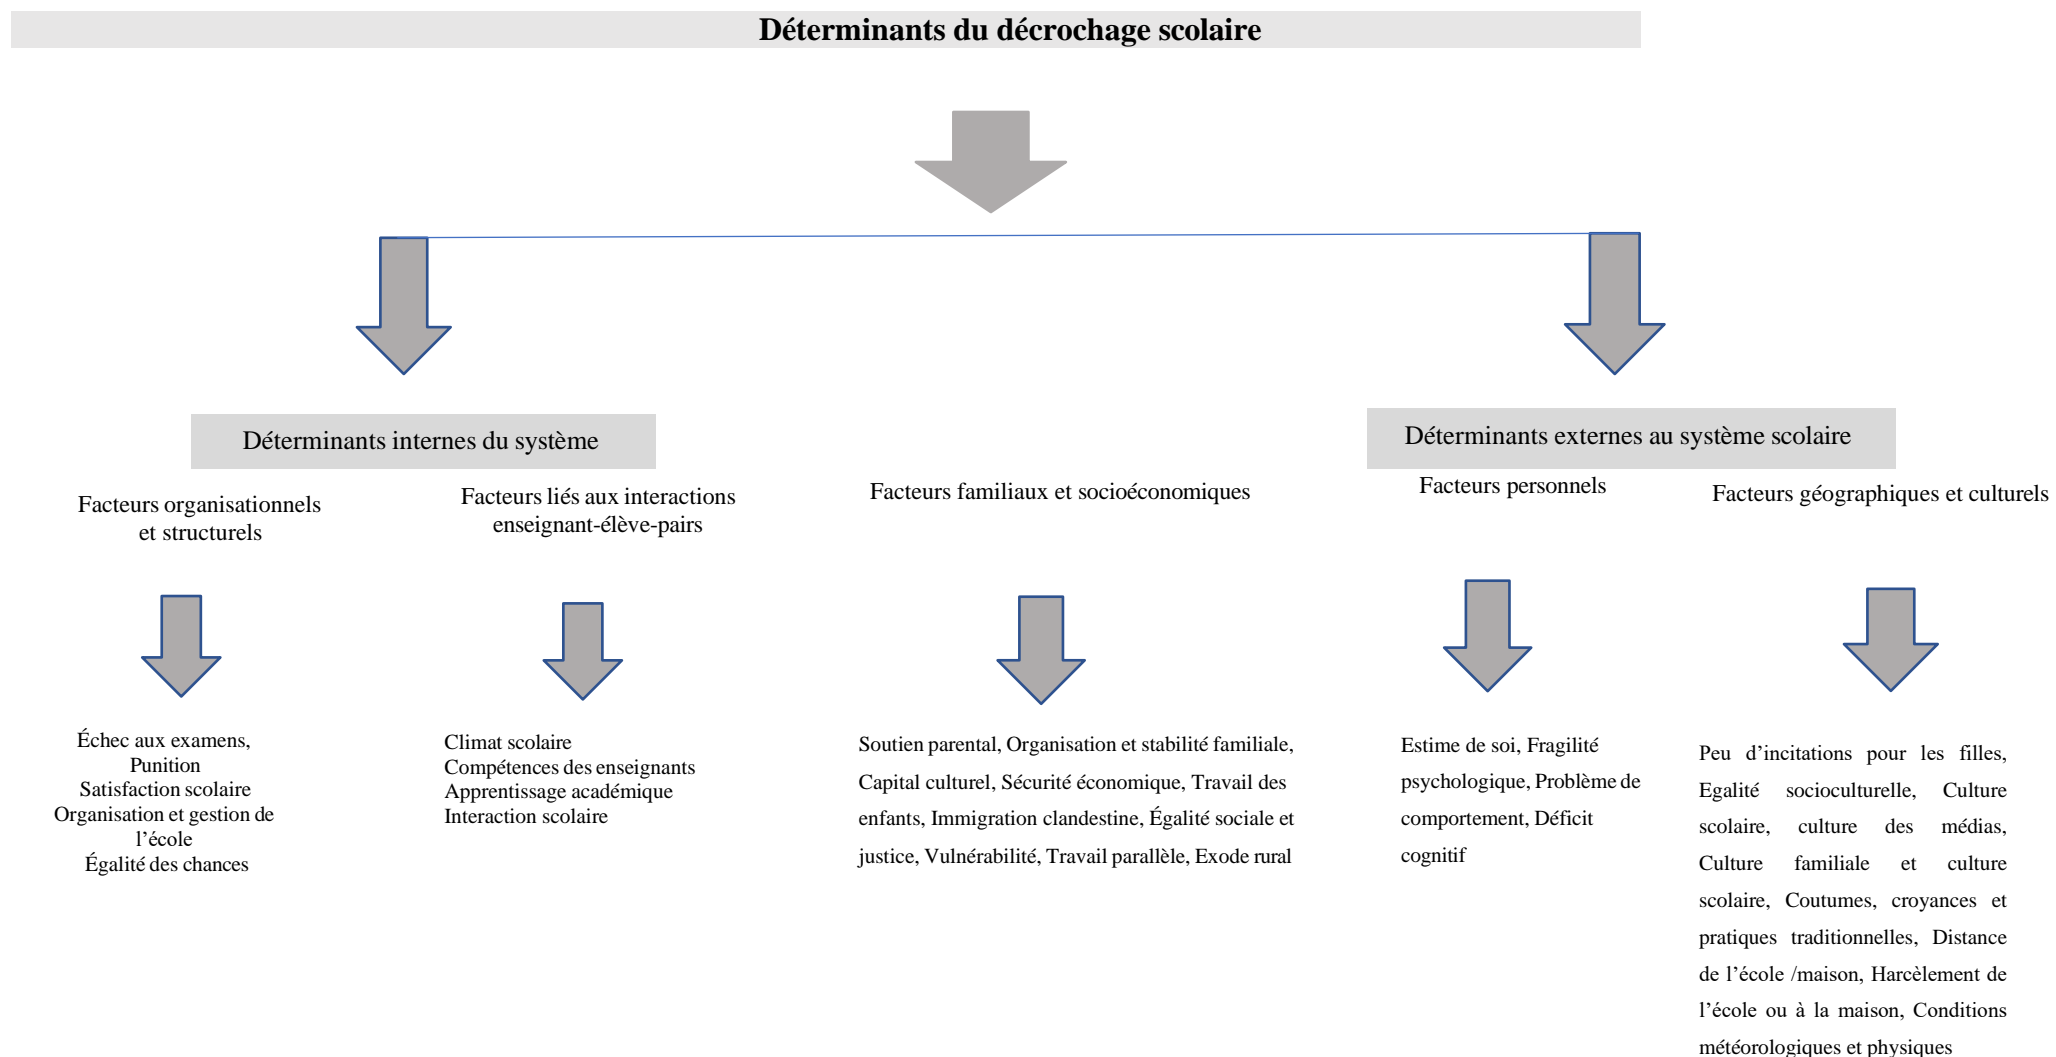 Déterminants du décrochage scolaire
Déterminants internes du système
Déterminants externes au système scolaire
Facteurs organisationnels
et structurels
Facteurs liés aux interactions
enseignant-élève-pairs
Facteurs familiaux et socioéconomiques
Facteurs personnels
Facteurs géographiques et culturels
Échec aux examens,
Punition
Satisfaction scolaire
Organisation et gestion de
l’école
Égalité des chances
Climat scolaire
Compétences des enseignants
Apprentissage académique
Interaction scolaire
Soutien parental, Organisation et stabilité familiale,
Capital culturel, Sécurité économique, Travail des
enfants, Immigration clandestine, Égalité sociale et
justice, Vulnérabilité, Travail parallèle, Exode rural
Estime de soi, Fragilité
psychologique, Problème de
comportement, Déficit
cognitif
Peu d’incitations pour les filles,
Egalité socioculturelle, Culture
scolaire, culture des médias,
Culture familiale et culture
scolaire, Coutumes, croyances et
pratiques traditionnelles, Distance
de l’école /maison, Harcèlement de
l’école ou à la maison, Conditions
météorologiques et physiques